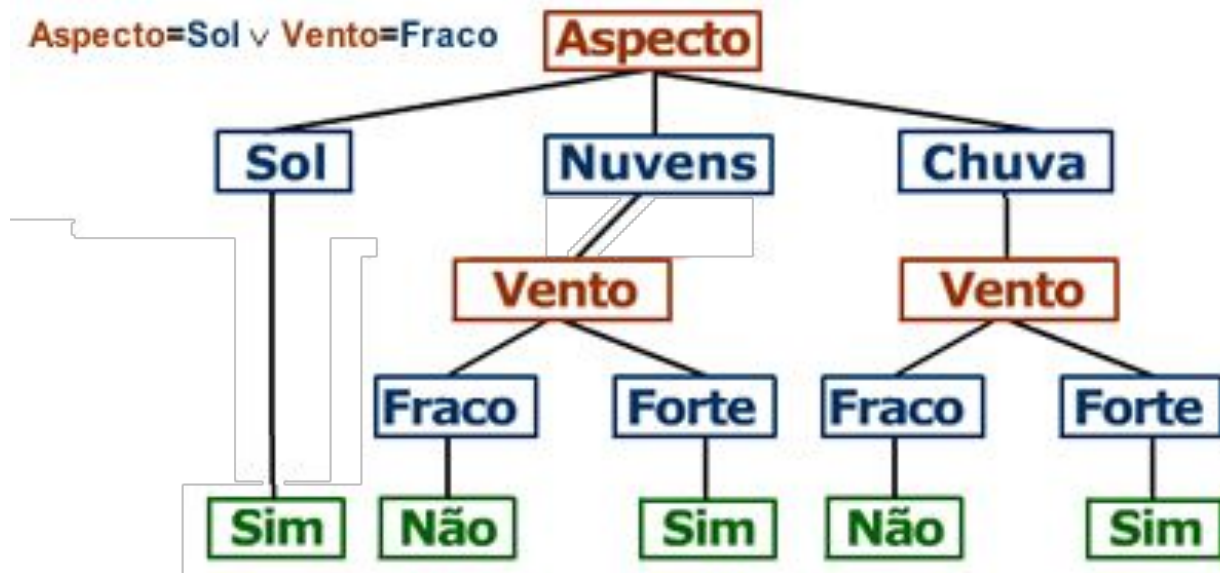 Aspecto=Sol ∨ Vento=Fraco
Aspecto
Sol Nuvens Chuva
Vento Vento
Fraco Forte Fraco Forte
Sim Não Sim Não Sim